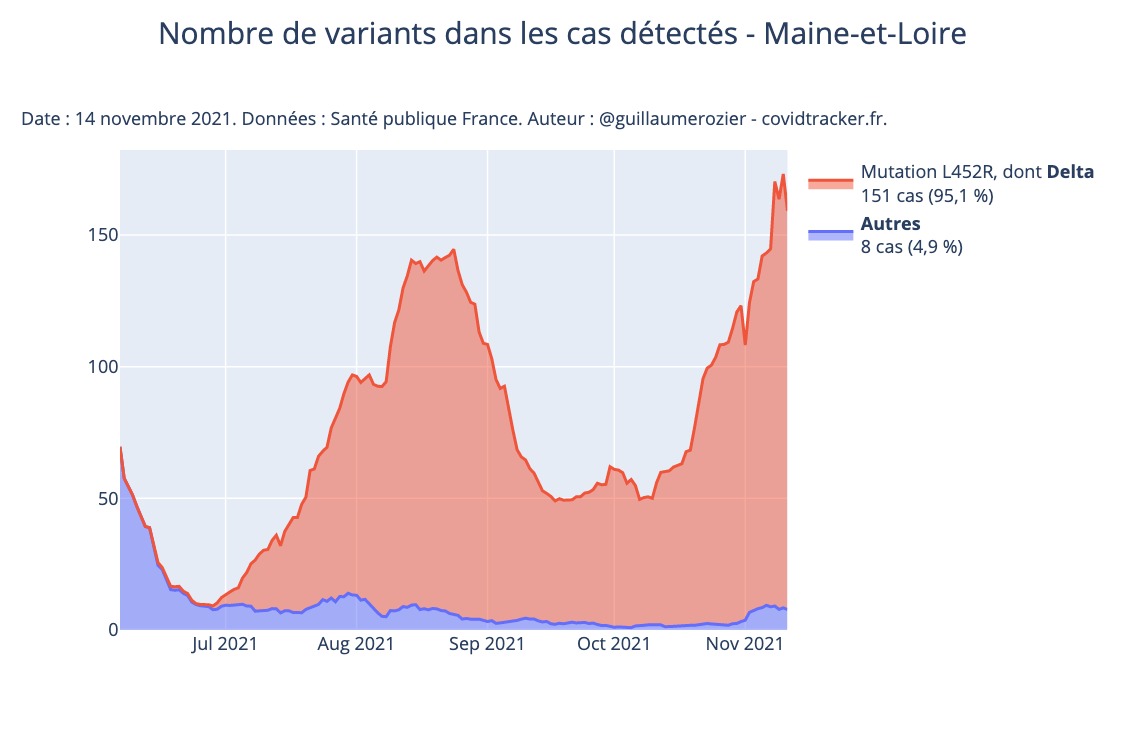 Nombre de variants dans les cas détectés - Maine-et-Loire
Date : 14 novembre 2021. Données : Santé publique France. Auteur : @guillaumerozier - covidtracker.fr.
Mutation L452R, dont Delta
151 cas (95,1 %)
Autres
8 cas (4,9 %)
150
100
50
0
Jul 2021
Aug 2021
Sep 2021
Oct 2021
Nov 2021